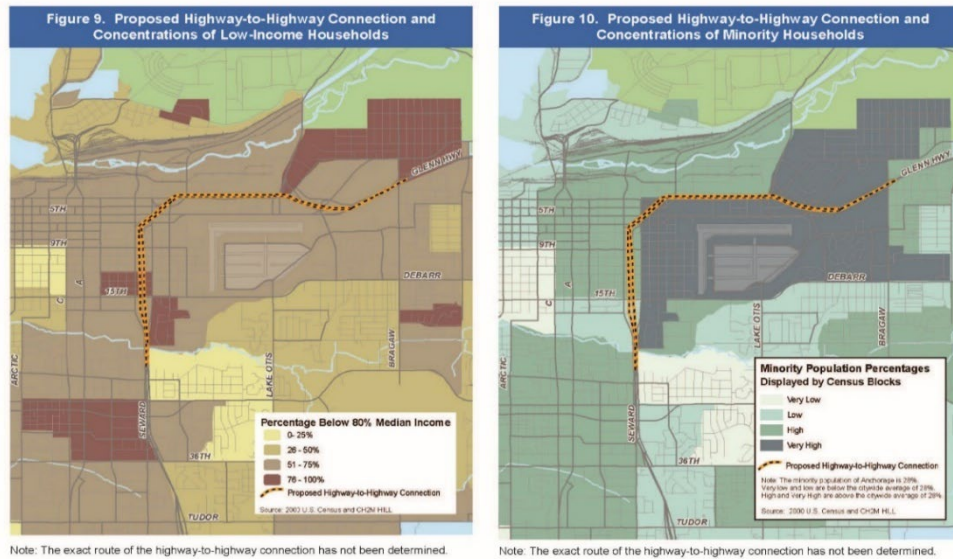 Figure 9. Proposed Highway-to-Highway Connection and
Concentrations of Low-Income Households
GLENN HWY
5TH
9TH
C
A
15TH
DEBARR
LAKE OTIS
BRAGAW
ARCTIC
SEWARD
36TH
TUDOR
Percentage Below 80% Median Income
0- 25%
26 - 50%
51 - 75%
76 - 100%
Proposed Highway-to-Highway Connection
Source: 2003 U.S. Census and CH2M HILL
Note: The exact route of the highway-to-highway connection has not been determined.
Figure 10. Proposed Highway-to-Highway Connection and
Concentrations of Minority Households
GLENN HWY
5TH
9TH
C
A
15TH
DEBARR
LAKE OTIS
BRAGAW
ARCTIC
SEWARD
36TH
TUDOR
Minority Population Percentages
Displayed by Census Blocks
Very Low
Low
High
Very High
Proposed Highway-to-Highway Connection
Note: The minority population of Anchorage is 28%.
Very low and low are below the citywide average of 28%.
High and Very High are above the citywide average of 28%.
Source: 2000 U.S. Census and CH2M HILL
Note: The exact route of the highway-to-highway connection has not been determined.